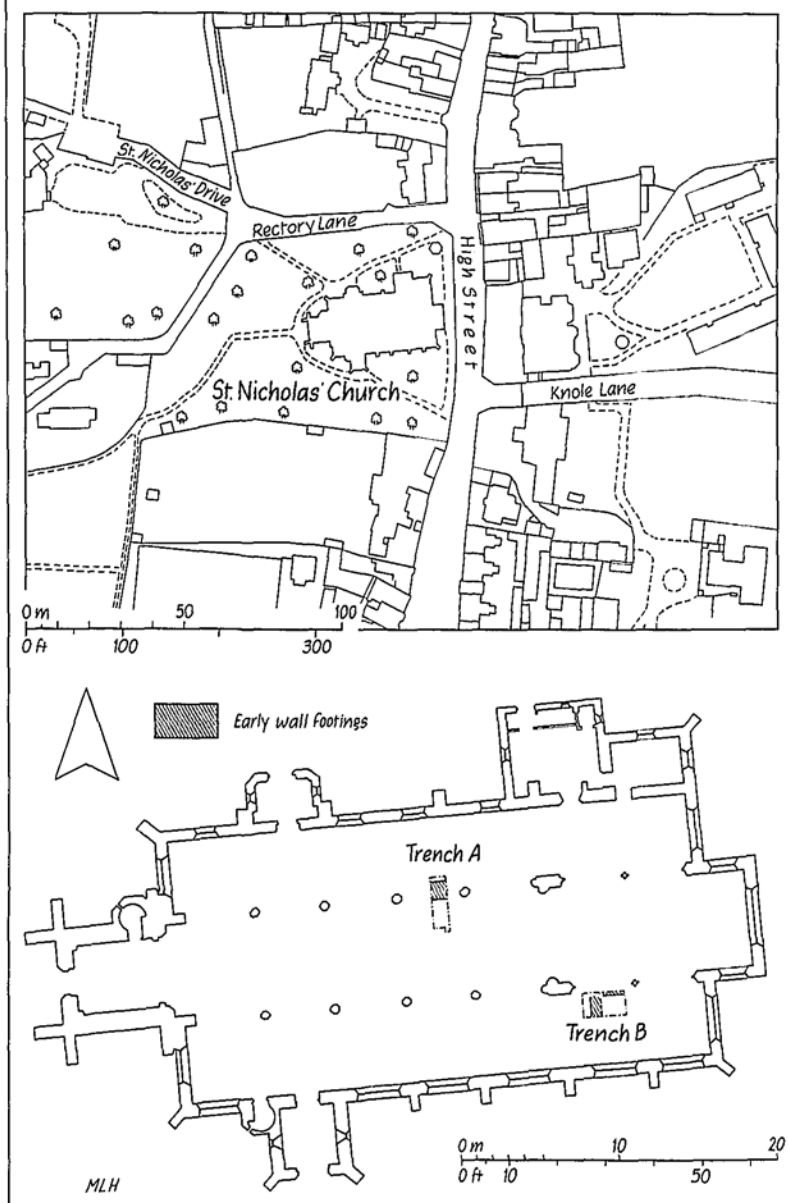 St. Nicholas' Drive
Rectory Lane
High Street
St. Nicholas' Church
Knole Lane
0 m 50 100
0 ft 100 300
Early wall footings
Trench A
Trench B
0 m 10 20
0 ft 10 50
MLH